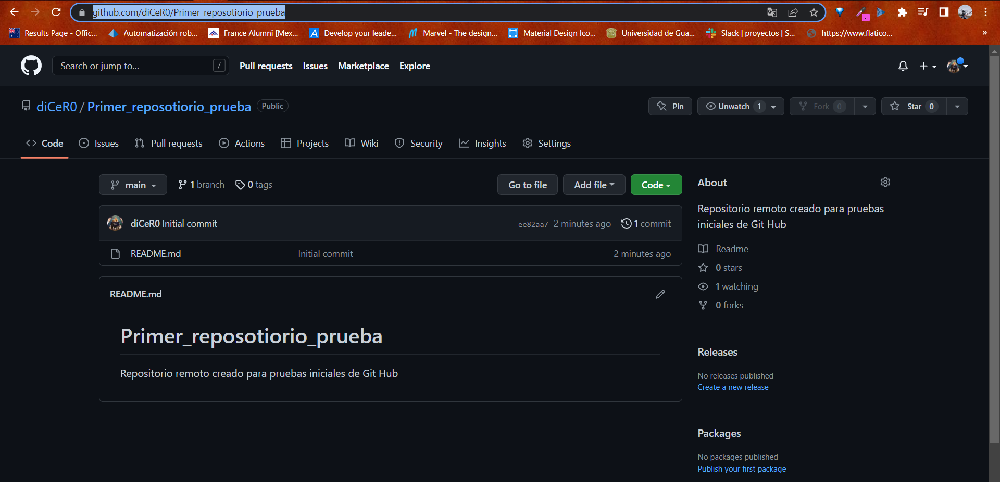 github.com/diCeR0/Primer_reposotiorio_prueba
Results Page - Offic... Automatización rob... France Alumni [Mex... Develop your leade... Marvel - The design... Material Design Ico... Universidad de Gua... Slack | proyectos | S... https://www.flatico... »
Search or jump to... / Pull requests Issues Marketplace Explore
diCeR0 / Primer_reposotiorio_prueba Public Pin Unwatch 1 Fork 0 Star 0
Code Issues Pull requests Actions Projects Wiki Security Insights Settings
main 1 branch 0 tags Go to file Add file Code
diCeR0 Initial commit ee82aa7 2 minutes ago 1 commit
README.md Initial commit 2 minutes ago
README.md
Primer_reposotiorio_prueba
Repositorio remoto creado para pruebas iniciales de Git Hub
About
Repositorio remoto creado para pruebas
iniciales de Git Hub
Readme
0 stars
1 watching
0 forks
Releases
No releases published
Create a new release
Packages
No packages published
Publish your first package